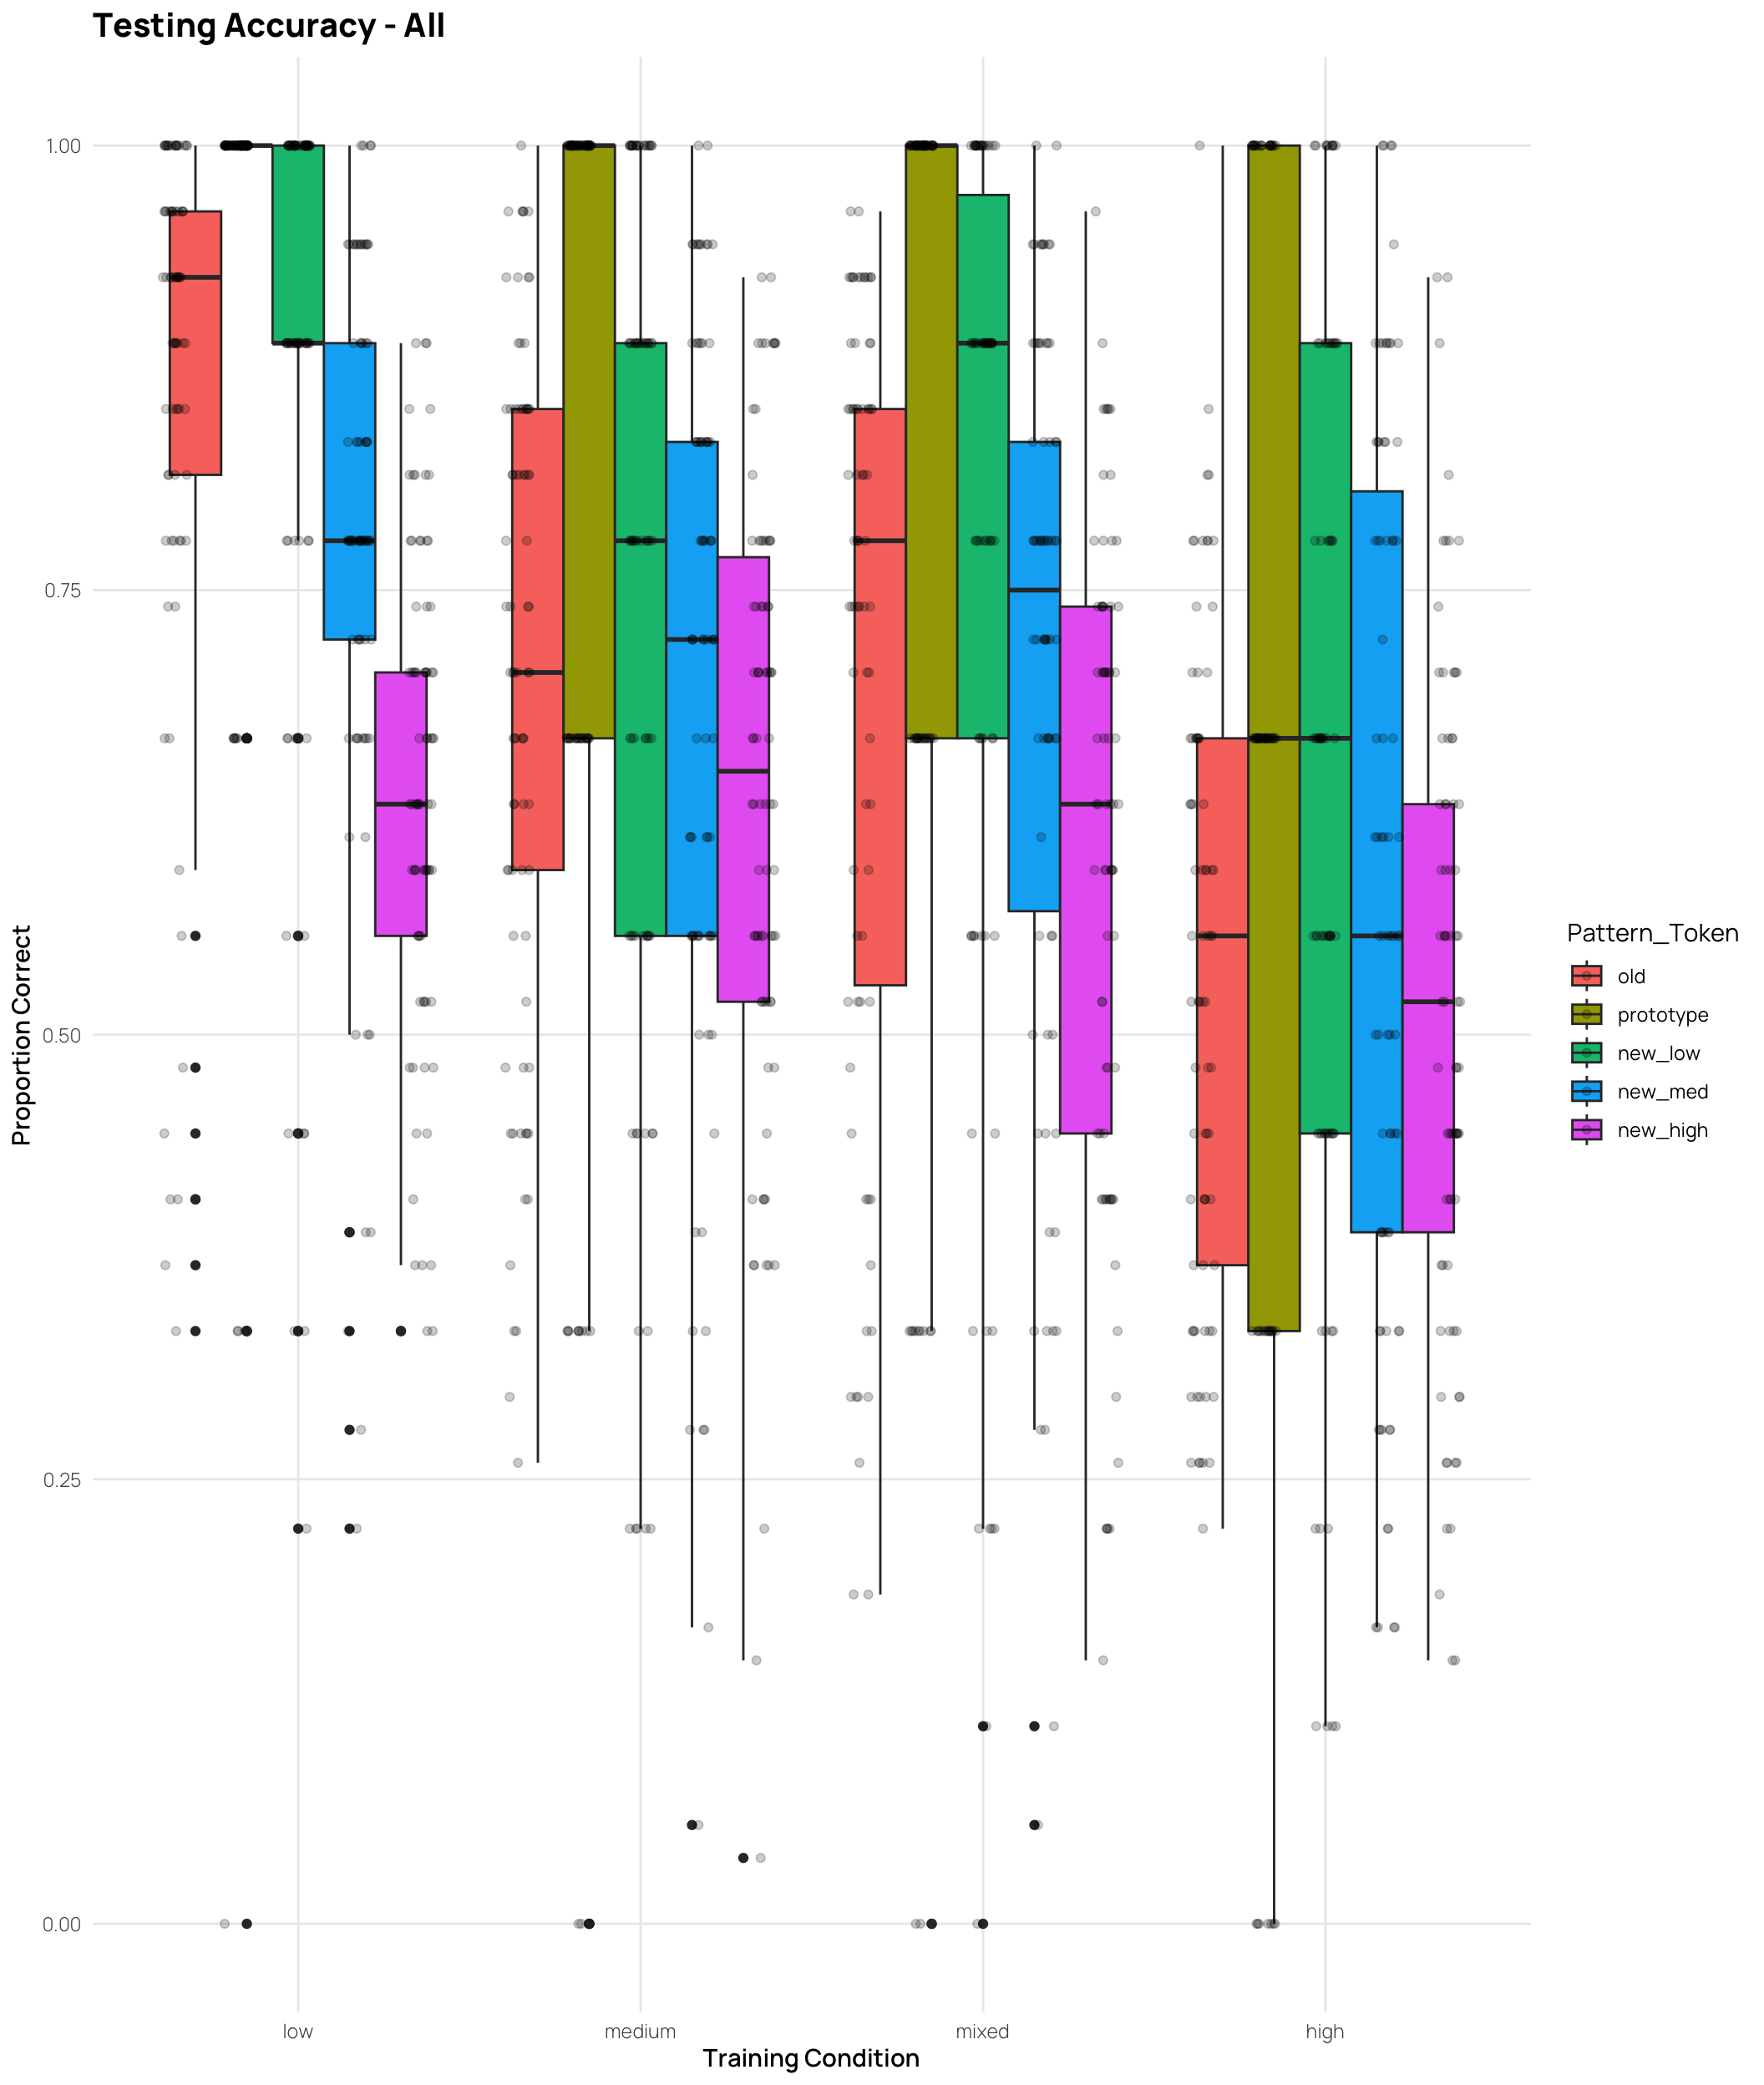 Testing Accuracy - All
Proportion Correct
1.00
0.75
0.50
0.25
0.00
low
medium
mixed
high
Training Condition
Pattern_Token
old
prototype
new_low
new_med
new_high